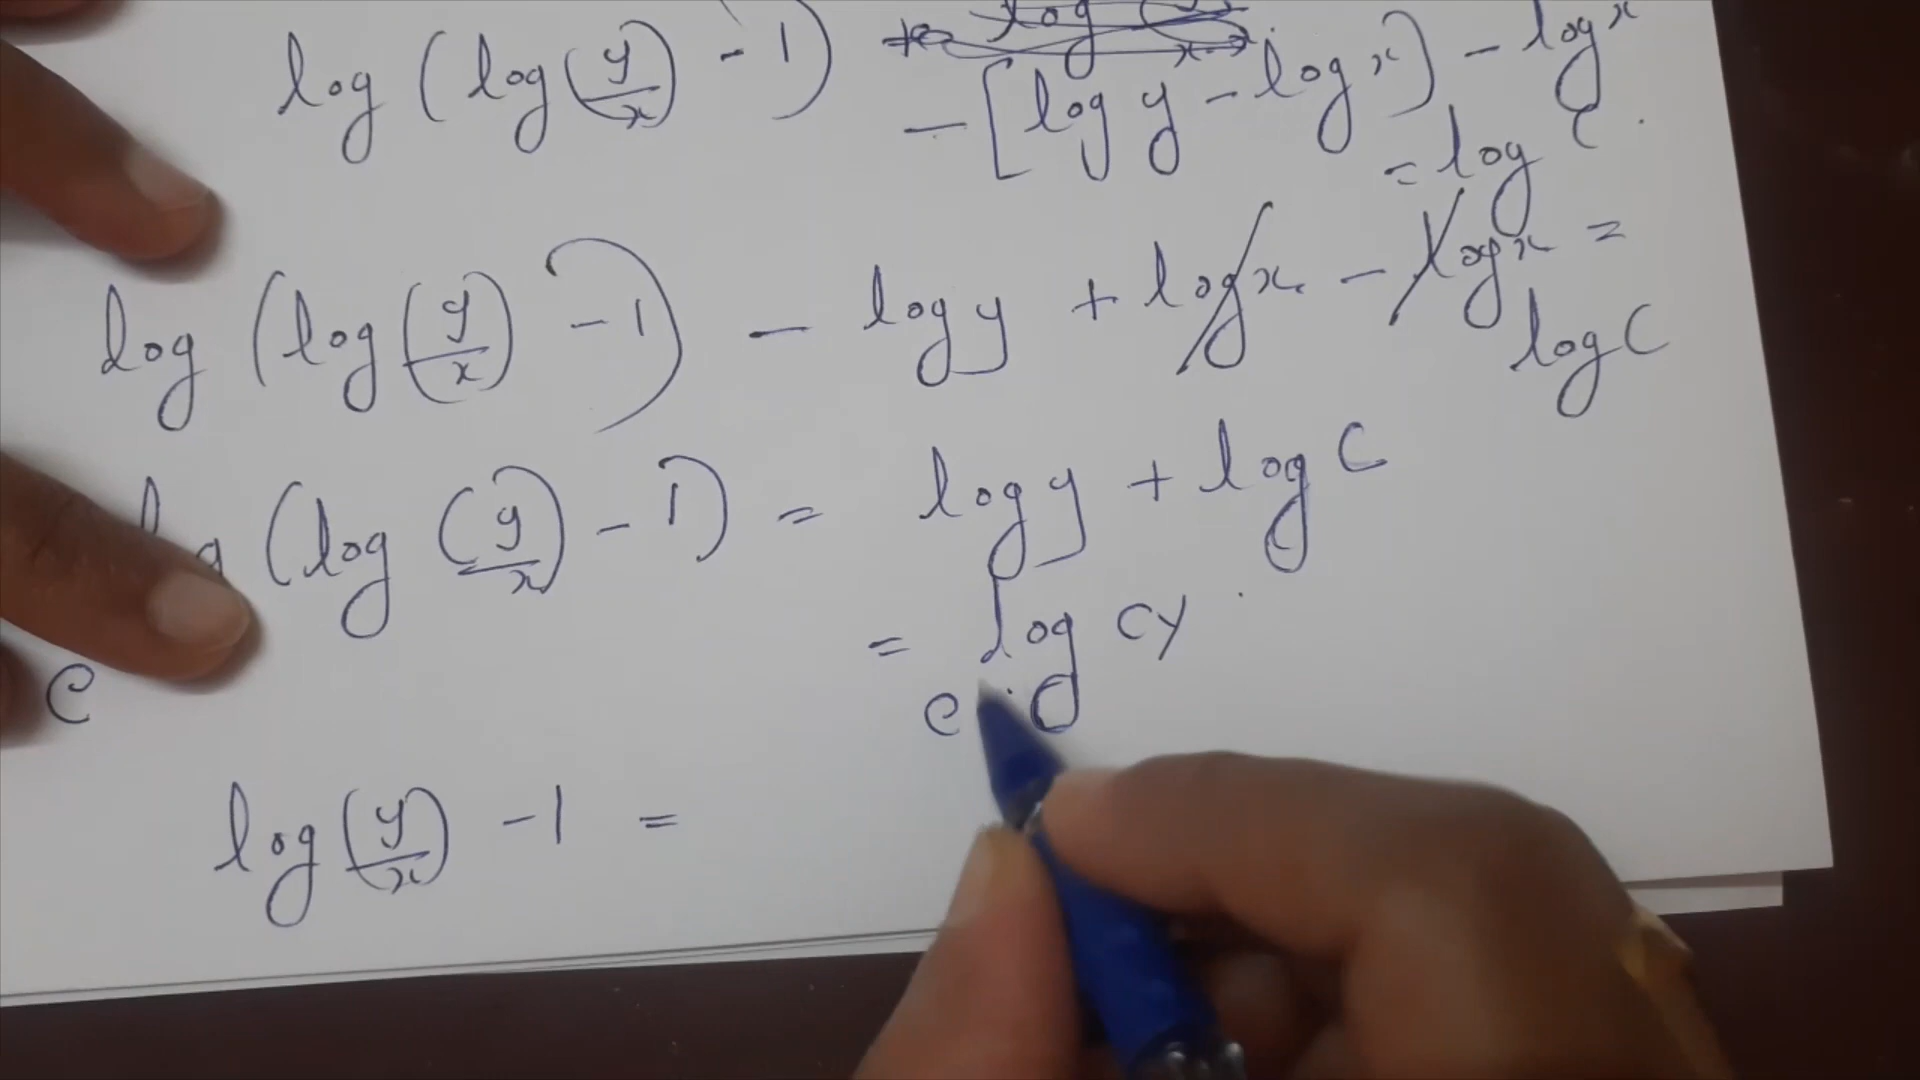 log (log(y/x) - 1) - [log y - log x] - log x
= log C.
log (log(y/x) - 1) - log y + log x - log x =
log C
log (log (y/x) - 1) = log y + log C
= log cy
e e
log(y/x) - 1 =